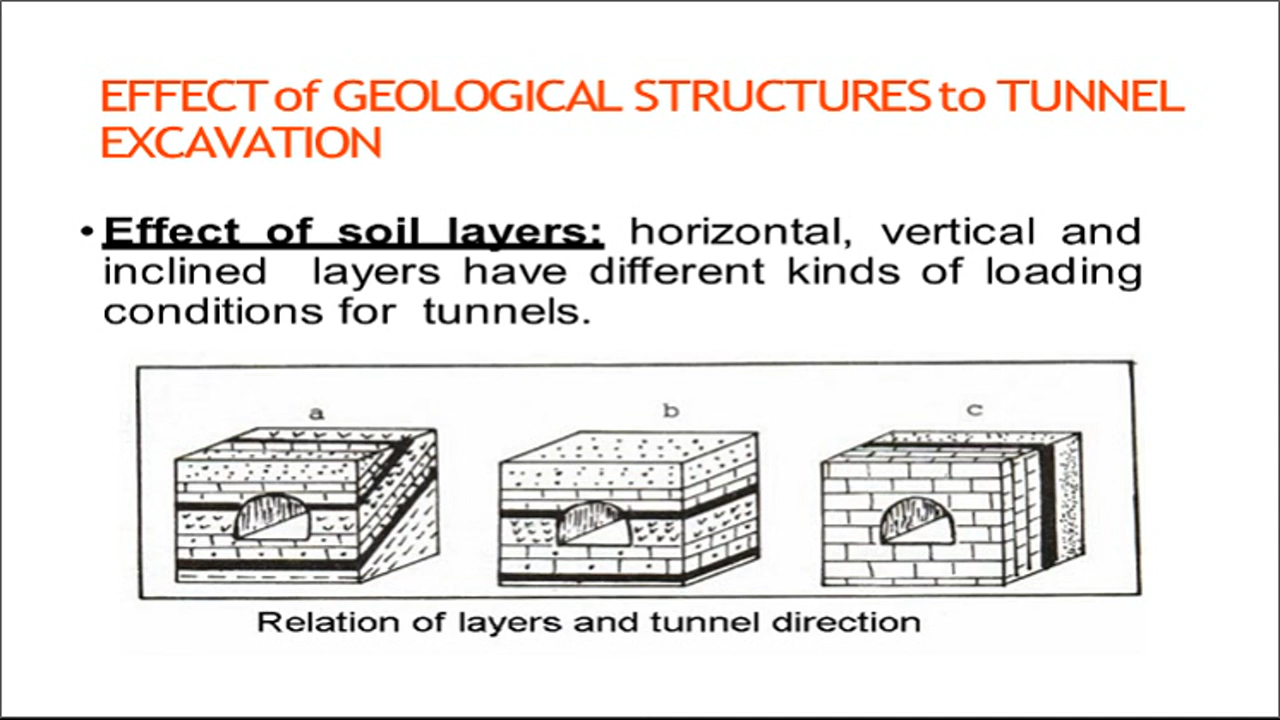 EFFECT of GEOLOGICAL STRUCTURES to TUNNEL
EXCAVATION
• Effect of soil layers: horizontal, vertical and
inclined layers have different kinds of loading
conditions for tunnels.
a b c
Relation of layers and tunnel direction